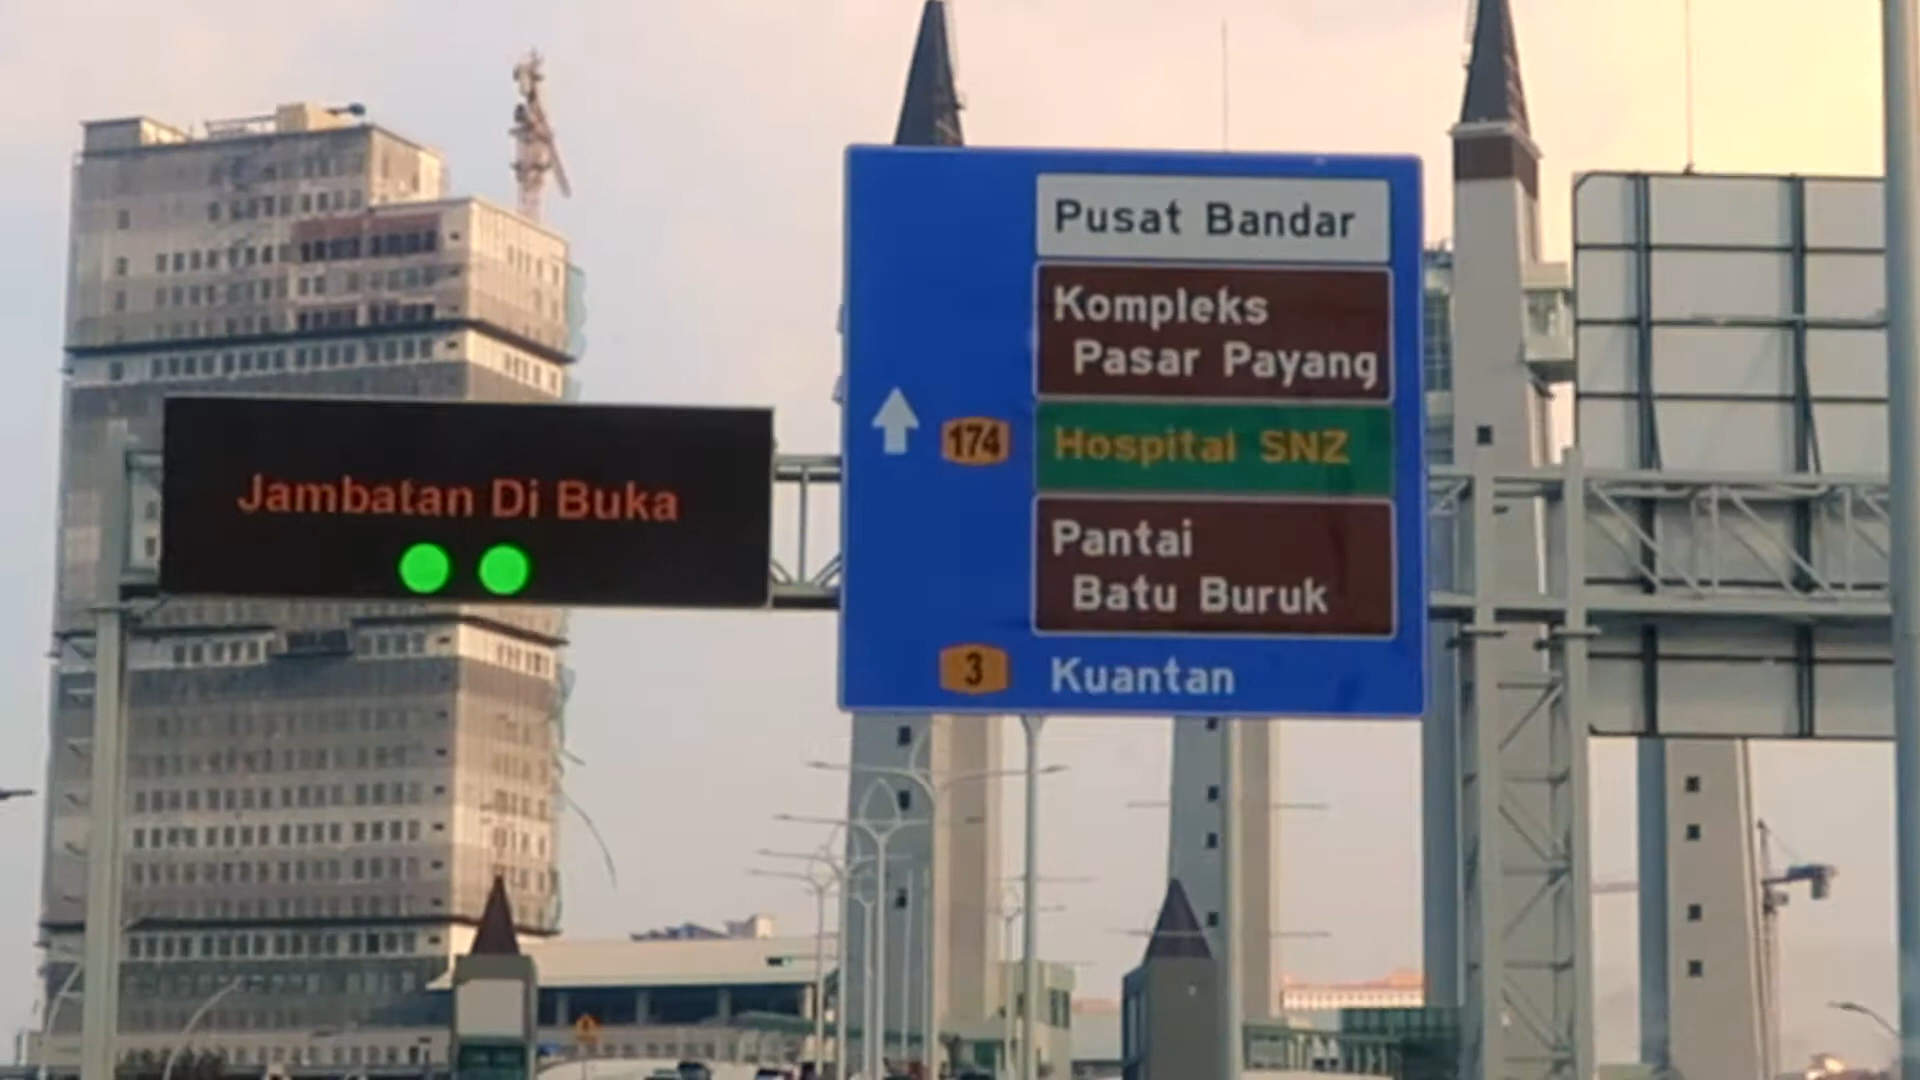 Jambatan Di Buka
Pusat Bandar
Kompleks
Pasar Payang
174
Hospital SNZ
Pantai
Batu Buruk
3
Kuantan